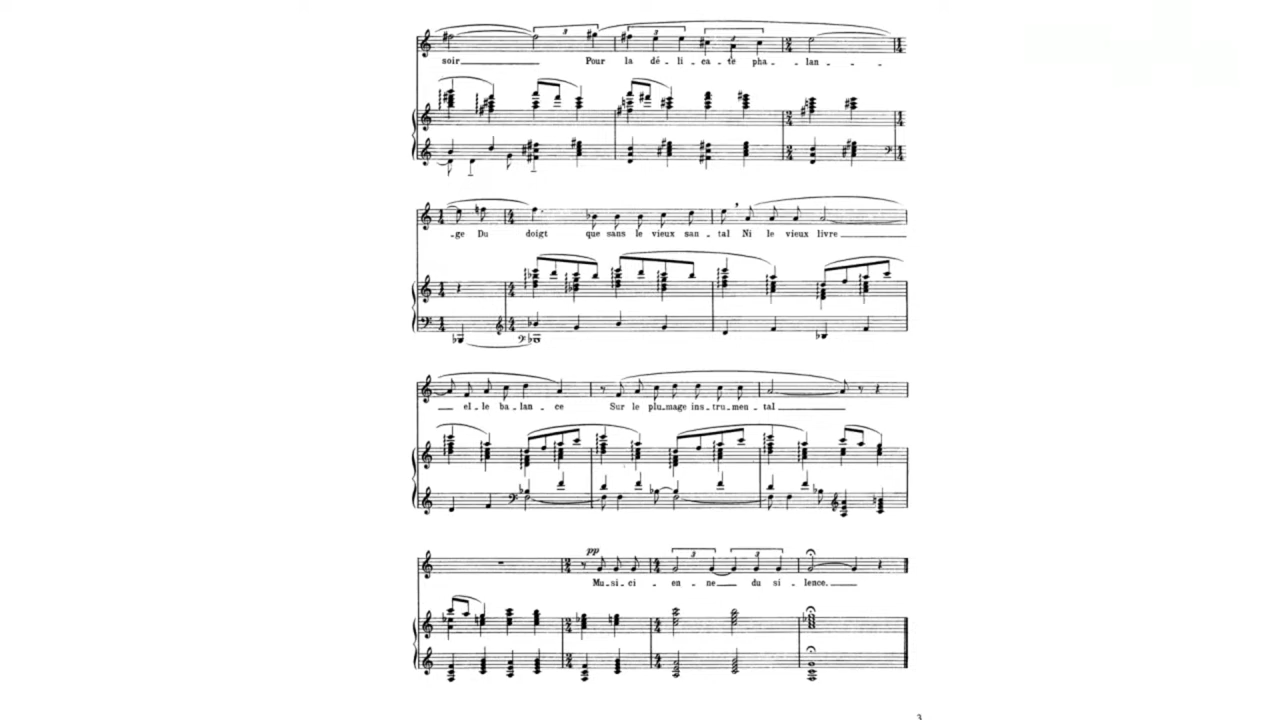 soir Pour la dé-li-ca-te pha-lan-
-ge Du doigt que sans le vieux san-tal Ni le vieux livre
el-le ba-lan-ce Sur le plu-mage ins-tru-men-tal
pp
Mu-si-ci-en-ne du si-lence.
3